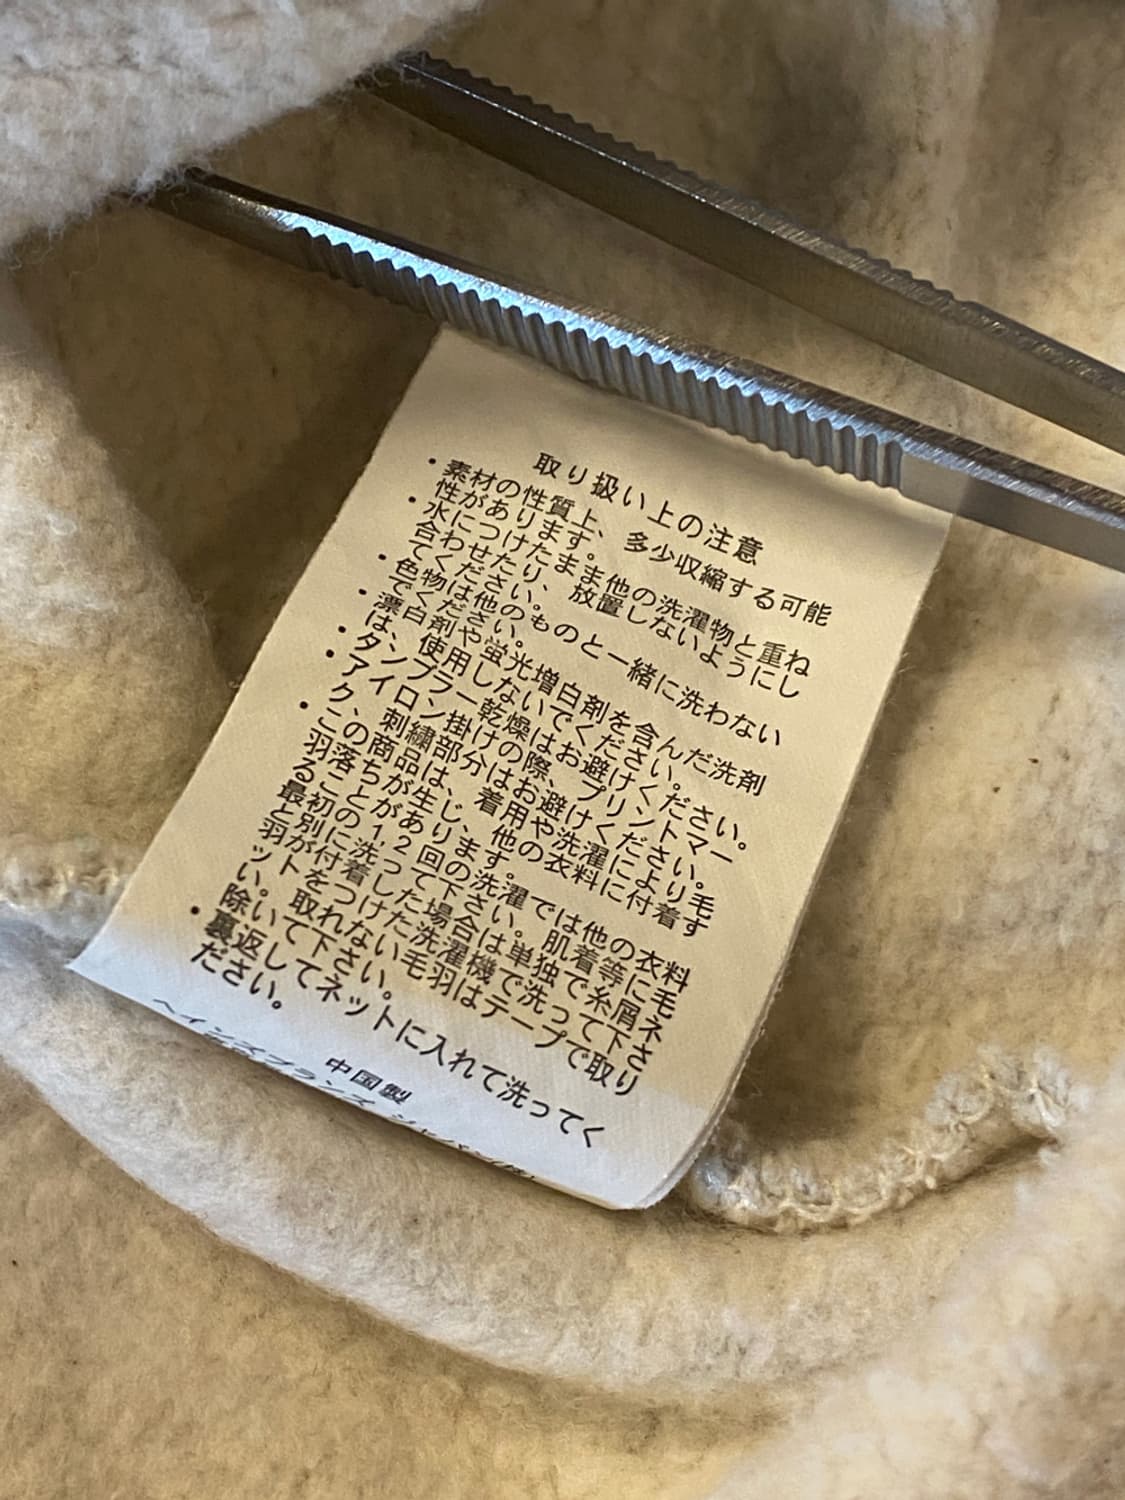 取り扱い上の注意
・素材の性質上、多少収縮する可能
性があります。
・水につけたまま他の洗濯物と重ね
合わせたり、放置しないようにし
てください。
・色物は他のものと一緒に洗わない
でください。
・漂白剤や蛍光増白剤を含んだ洗剤
は、使用しないでください。
・タンブラー乾燥はお避けください。
・アイロン掛けの際、プリントマー
ク、刺繍部分はお避けください。
・この商品は、着用や洗濯により毛
羽落ちが生じ、他の衣料に付着す
ることがあります。
最初の1,2回の洗濯では他の衣料
と別に洗って下さい。肌着等に毛
羽が付着した場合は単独で糸屑ネ
ットをつけた洗濯機で洗って下さ
い。取れない毛羽はテープで取り
除いて下さい。
・裏返してネットに入れて洗ってく
ださい。
中国製
ヘインズブランズ ジャパン